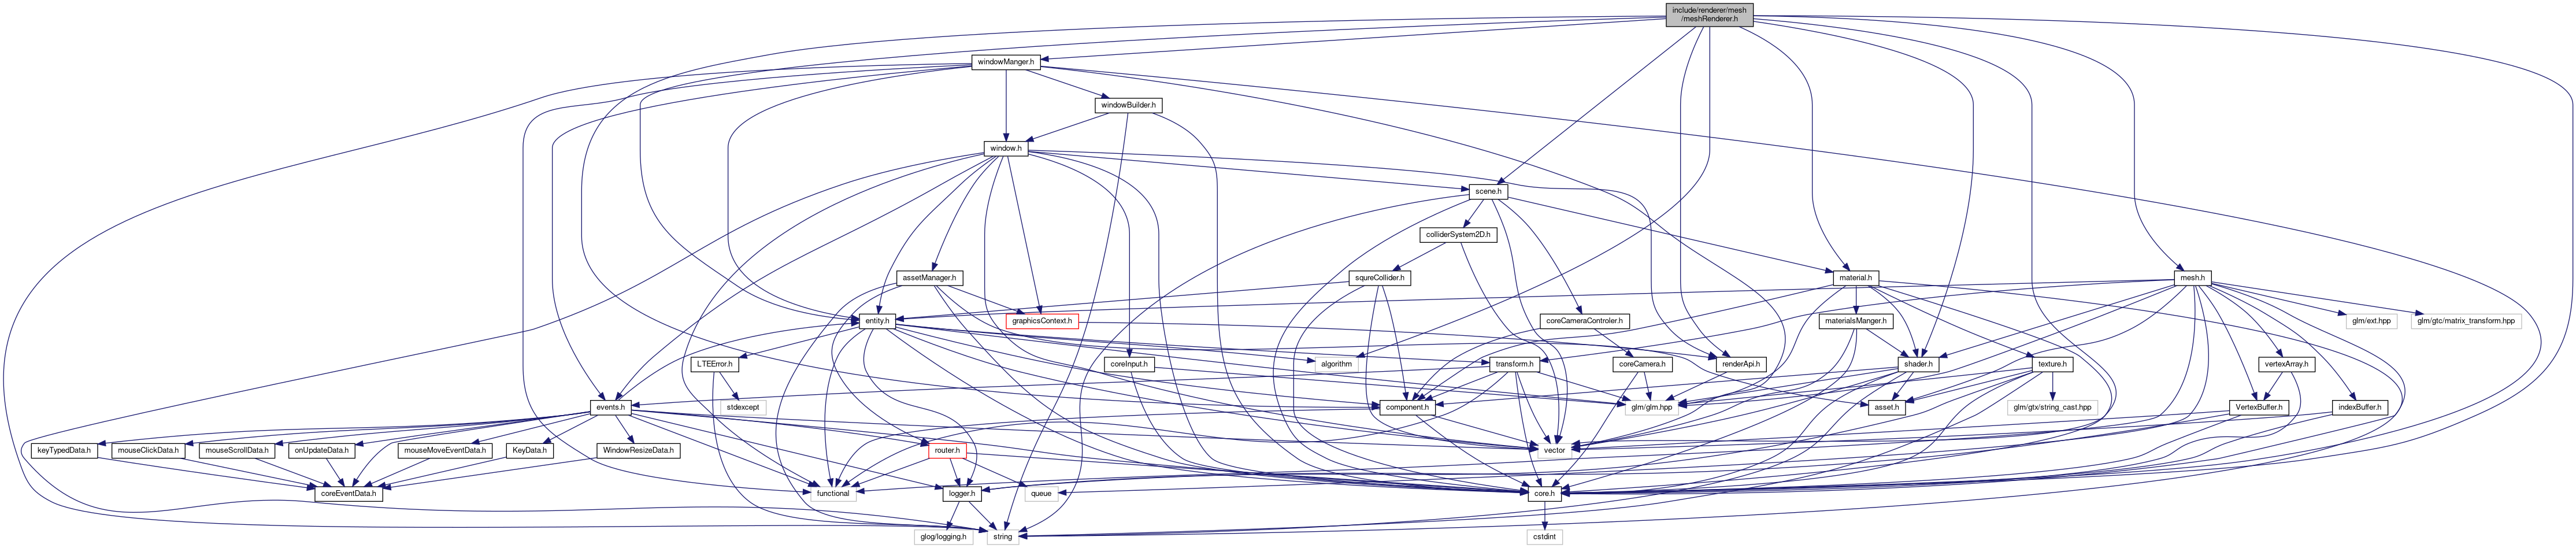 include/renderer/mesh
/meshRenderer.h
windowManger.h
windowBuilder.h
window.h
scene.h
colliderSystem2D.h
assetManager.h
squreCollider.h
material.h
mesh.h
entity.h
graphicsContext.h
coreCameraControler.h
materialsManger.h
glm/ext.hpp
glm/gtc/matrix_transform.hpp
LTEError.h
coreInput.h
algorithm
transform.h
coreCamera.h
renderApi.h
shader.h
texture.h
vertexArray.h
stdexcept
events.h
component.h
glm/glm.hpp
asset.h
glm/gtx/string_cast.hpp
VertexBuffer.h
indexBuffer.h
keyTypedData.h
mouseClickData.h
mouseScrollData.h
onUpdateData.h
mouseMoveEventData.h
KeyData.h
WindowResizeData.h
router.h
vector
coreEventData.h
functional
logger.h
queue
core.h
glog/logging.h
string
cstdint